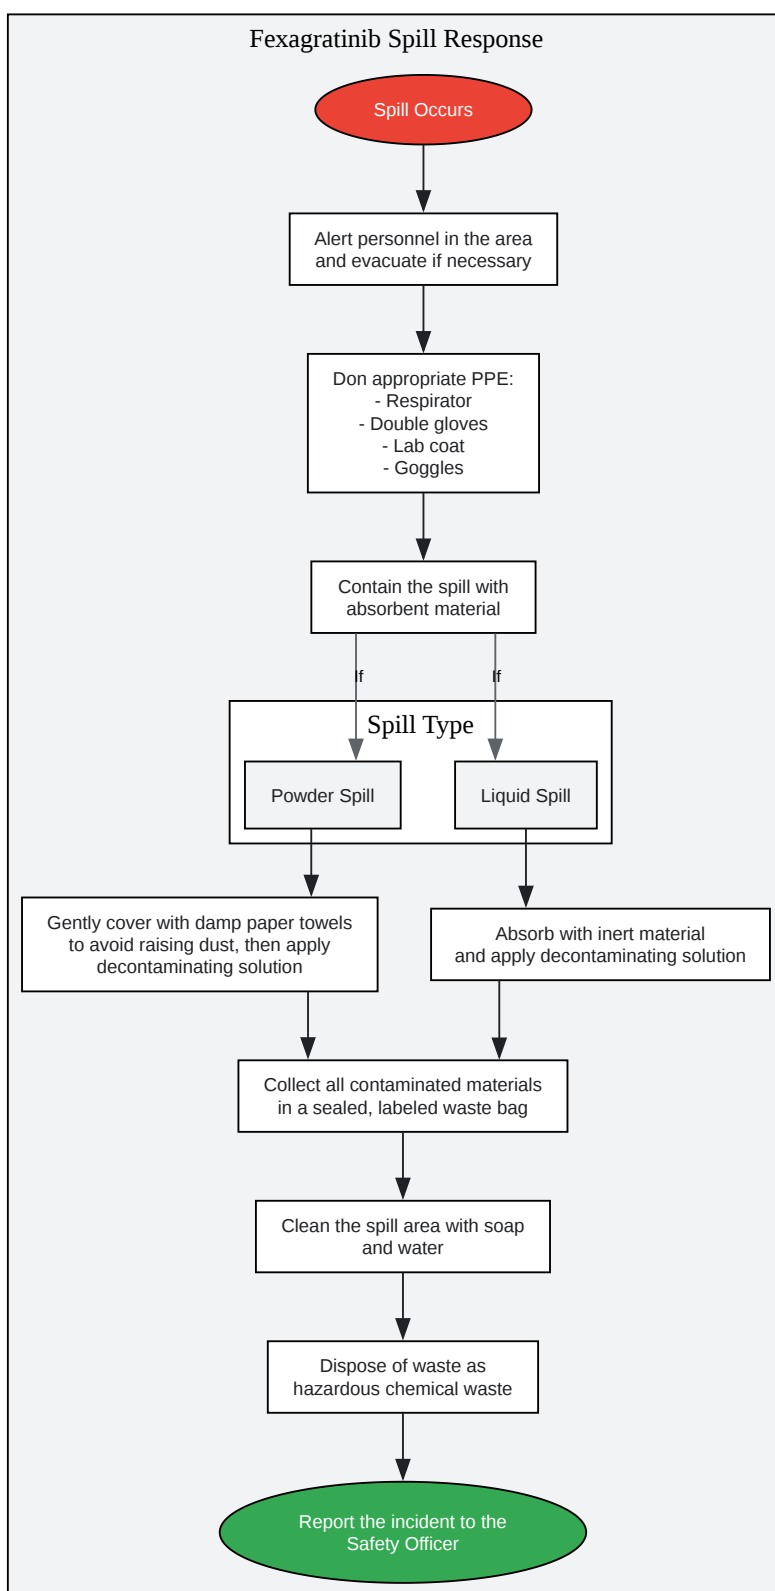 Fexagratinib Spill Response
Spill Occurs
Alert personnel in the area
and evacuate if necessary
Don appropriate PPE:
- Respirator
- Double gloves
- Lab coat
- Goggles
Contain the spill with
absorbent material
If
If
Spill Type
Powder Spill
Liquid Spill
Gently cover with damp paper towels
to avoid raising dust, then apply
decontaminating solution
Absorb with inert material
and apply decontaminating solution
Collect all contaminated materials
in a sealed, labeled waste bag
Clean the spill area with soap
and water
Dispose of waste as
hazardous chemical waste
Report the incident to the
Safety Officer